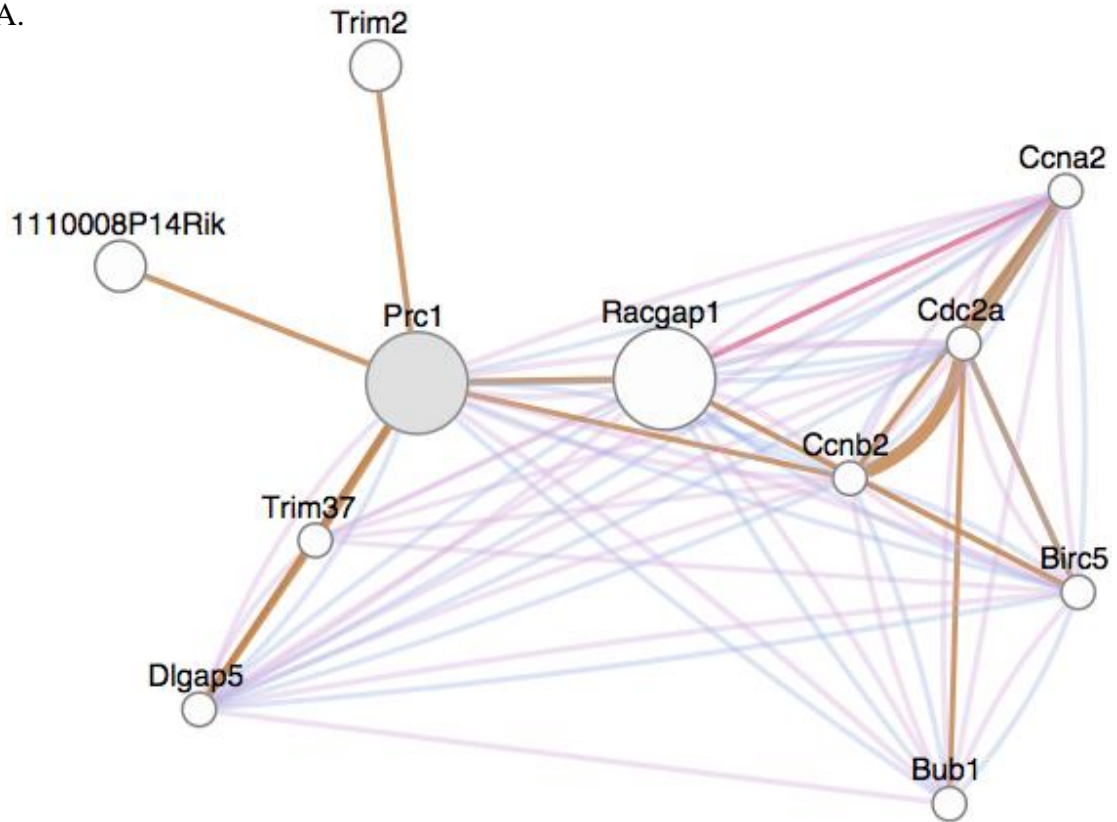 A.
Trim2
Ccna2
1110008P14Rik
Prc1
Racgap1
Cdc2a
Ccnb2
Trim37
Birc5
Dlgap5
Bub1